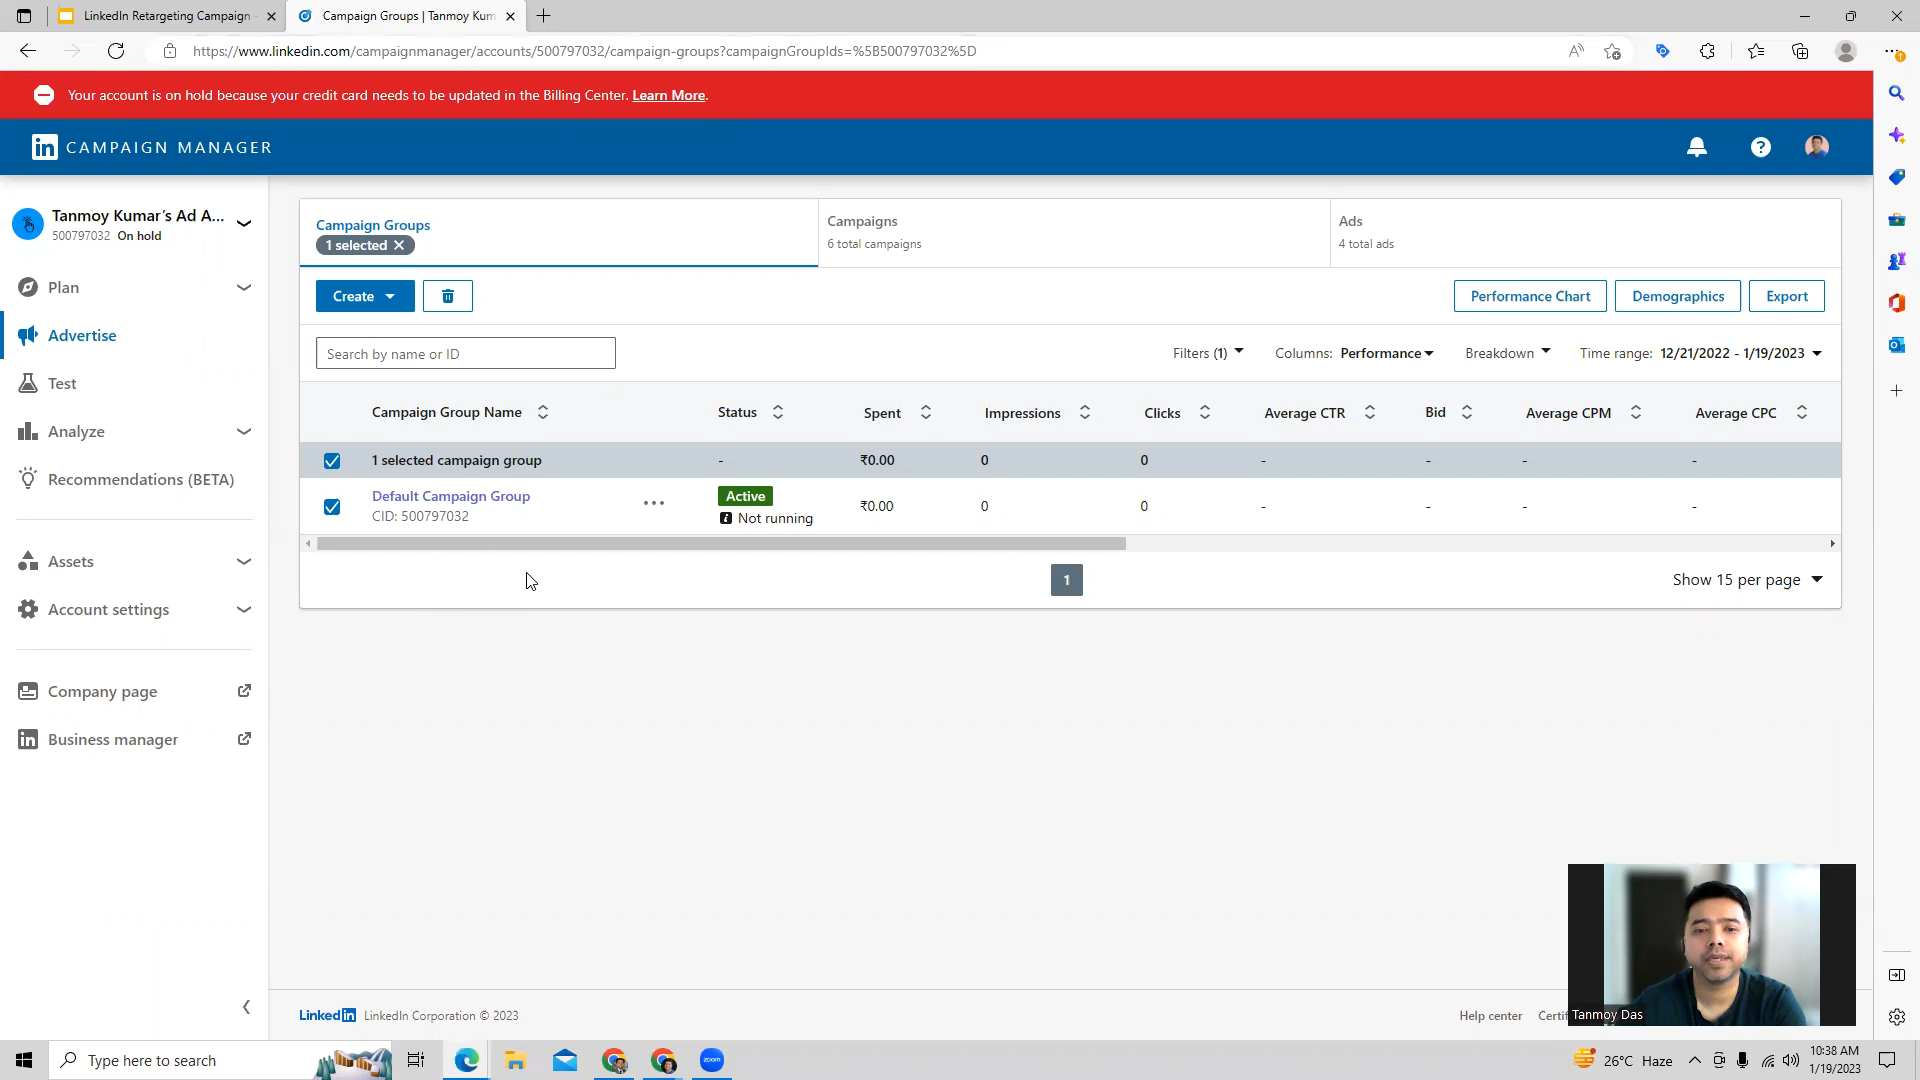 LinkedIn Retargeting Campaign
Campaign Groups | Tanmoy Kum
https://www.linkedin.com/campaignmanager/accounts/500797032/campaign-groups?campaignGroupIds=%5B500797032%5D
Your account is on hold because your credit card needs to be updated in the Billing Center. Learn More.
in CAMPAIGN MANAGER
Tanmoy Kumar's Ad A...
500797032 On hold
Plan
Advertise
Test
Analyze
Recommendations (BETA)
Assets
Account settings
Company page
Business manager
Campaign Groups
1 selected
Campaigns
6 total campaigns
Ads
4 total ads
Create
Performance Chart
Demographics
Export
Search by name or ID
Filters (1)
Columns: Performance
Breakdown
Time range: 12/21/2022 - 1/19/2023
Campaign Group Name Status Spent Impressions Clicks Average CTR Bid Average CPM Average CPC
1 selected campaign group - ₹0.00 0 0 - - - -
Default Campaign Group
CID: 500797032
Active
Not running
₹0.00 0 0 - - - -
1
Show 15 per page
LinkedIn LinkedIn Corporation © 2023
Help center Certif
Tanmoy Das
Type here to search
zoom
26°C Haze
10:38 AM
1/19/2023